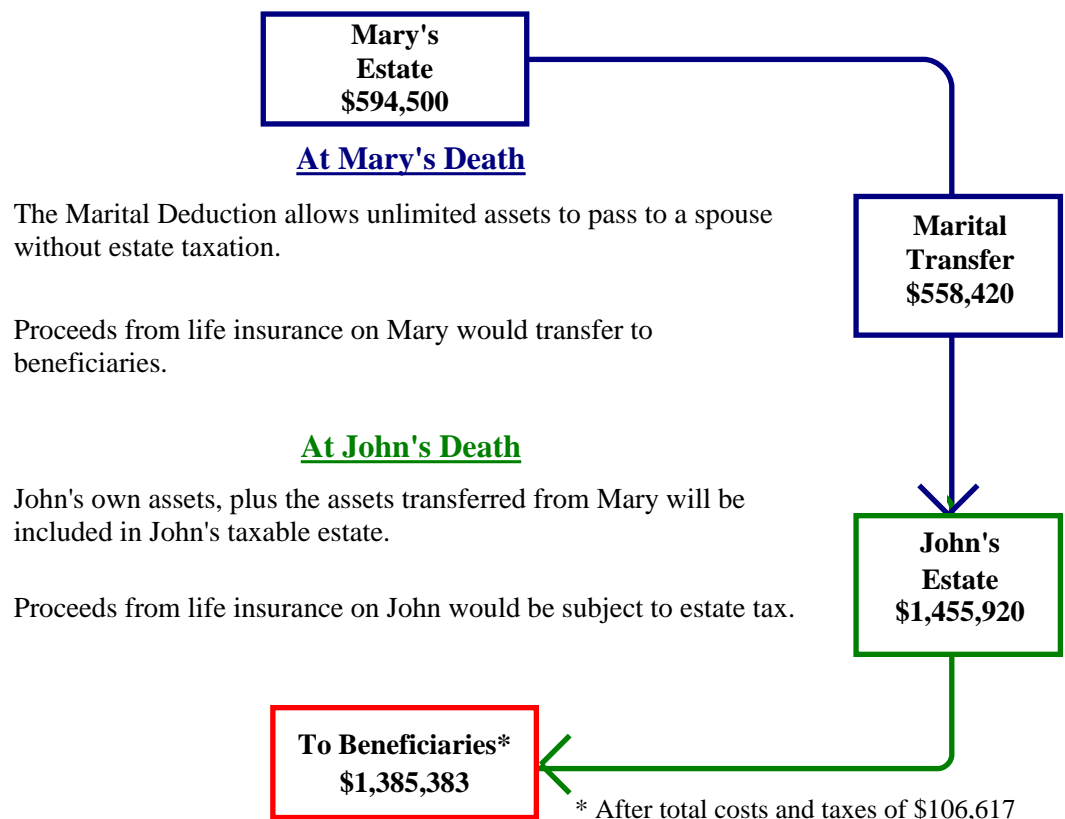 Mary's
Estate
$594,500
At Mary's Death
The Marital Deduction allows unlimited assets to pass to a spouse
without estate taxation.
Marital
Transfer
$558,420
Proceeds from life insurance on Mary would transfer to
beneficiaries.
At John's Death
John's own assets, plus the assets transferred from Mary will be
included in John's taxable estate.
John's
Estate
$1,455,920
Proceeds from life insurance on John would be subject to estate tax.
To Beneficiaries*
$1,385,383
* After total costs and taxes of $106,617